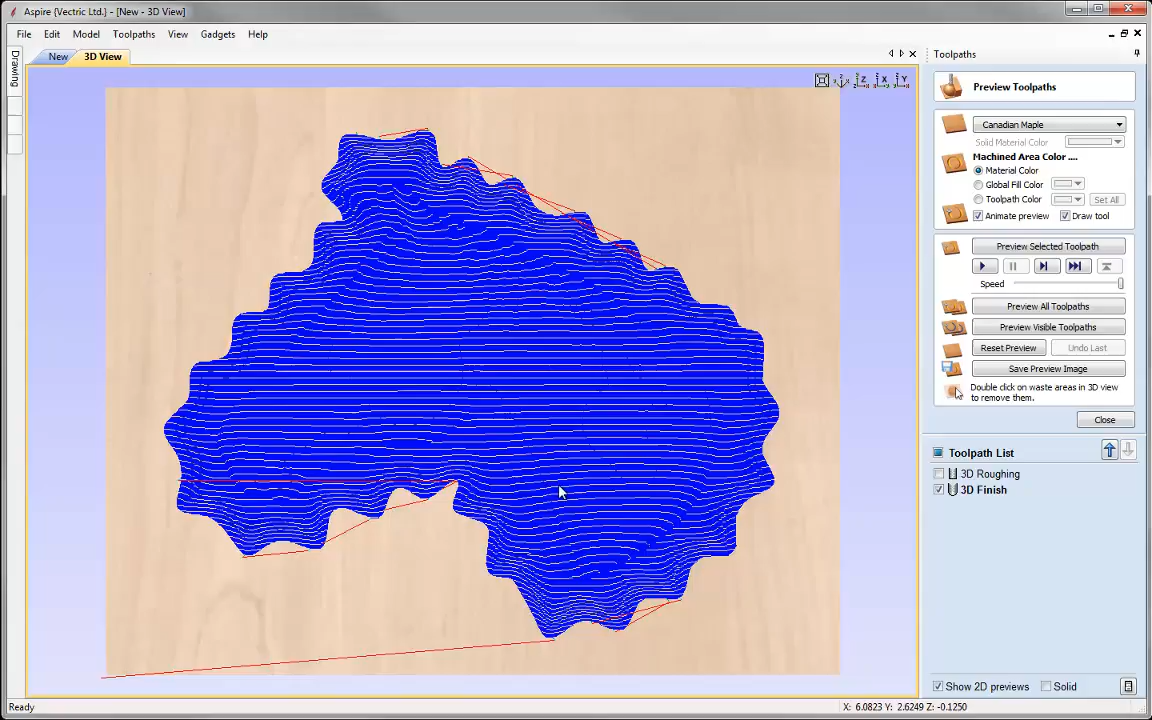 Aspire {Vectric Ltd.} - [New - 3D View]
File Edit Model Toolpaths View Gadgets Help
Drawing
New 3D View
Toolpaths
Preview Toolpaths
Canadian Maple
Solid Material Color
Machined Area Color ....
Material Color
Global Fill Color
Toolpath Color Set All
Animate preview Draw tool
Preview Selected Toolpath
Speed
Preview All Toolpaths
Preview Visible Toolpaths
Reset Preview Undo Last
Save Preview Image
Double click on waste areas in 3D view
to remove them.
Close
Toolpath List
3D Roughing
3D Finish
Show 2D previews Solid
Ready X: 6.0823 Y: 2.6249 Z: -0.1250